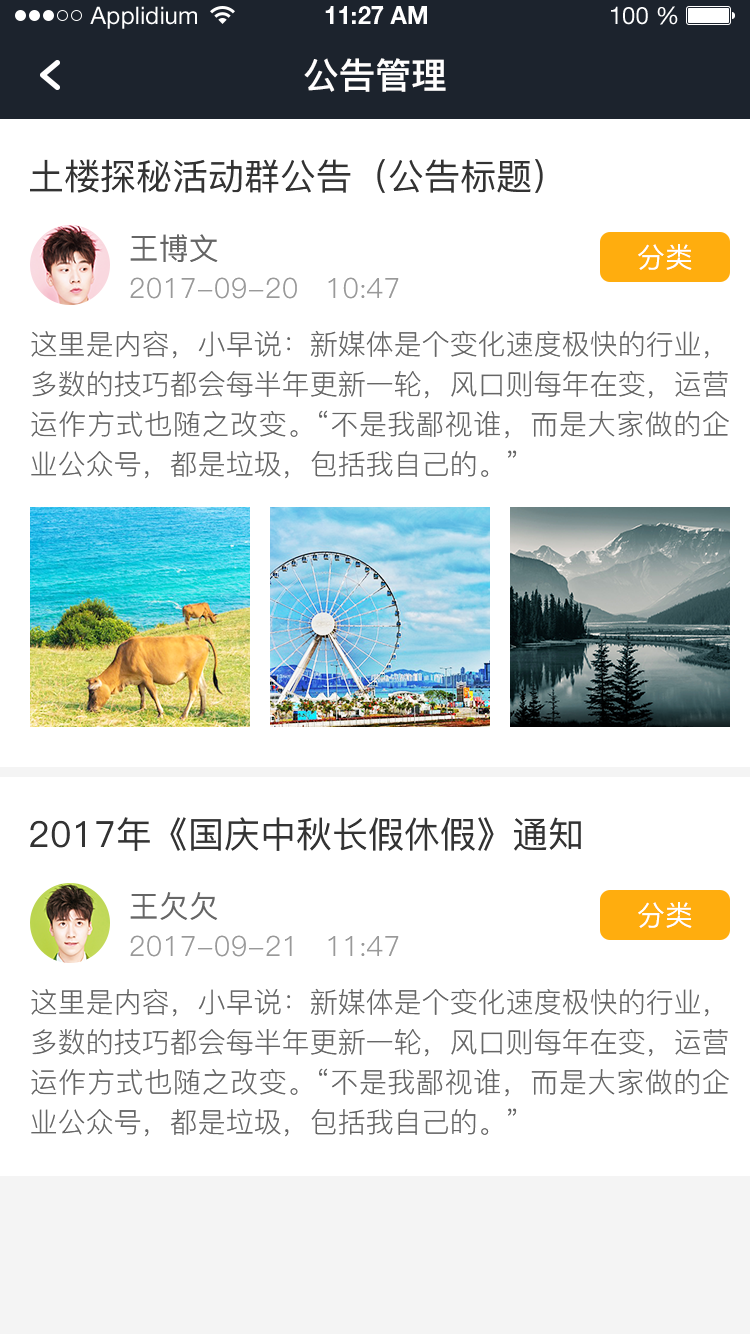 Applidium 11:27 AM 100 %
公告管理
土楼探秘活动群公告（公告标题）
王博文
分类
2017-09-20 10:47
这里是内容，小早说：新媒体是个变化速度极快的行业，
多数的技巧都会每半年更新一轮，风口则每年在变，运营
运作方式也随之改变。“不是我鄙视谁，而是大家做的企
业公众号，都是垃圾，包括我自己的。”
2017年《国庆中秋长假休假》通知
王欠欠
分类
2017-09-21 11:47
这里是内容，小早说：新媒体是个变化速度极快的行业，
多数的技巧都会每半年更新一轮，风口则每年在变，运营
运作方式也随之改变。“不是我鄙视谁，而是大家做的企
业公众号，都是垃圾，包括我自己的。”